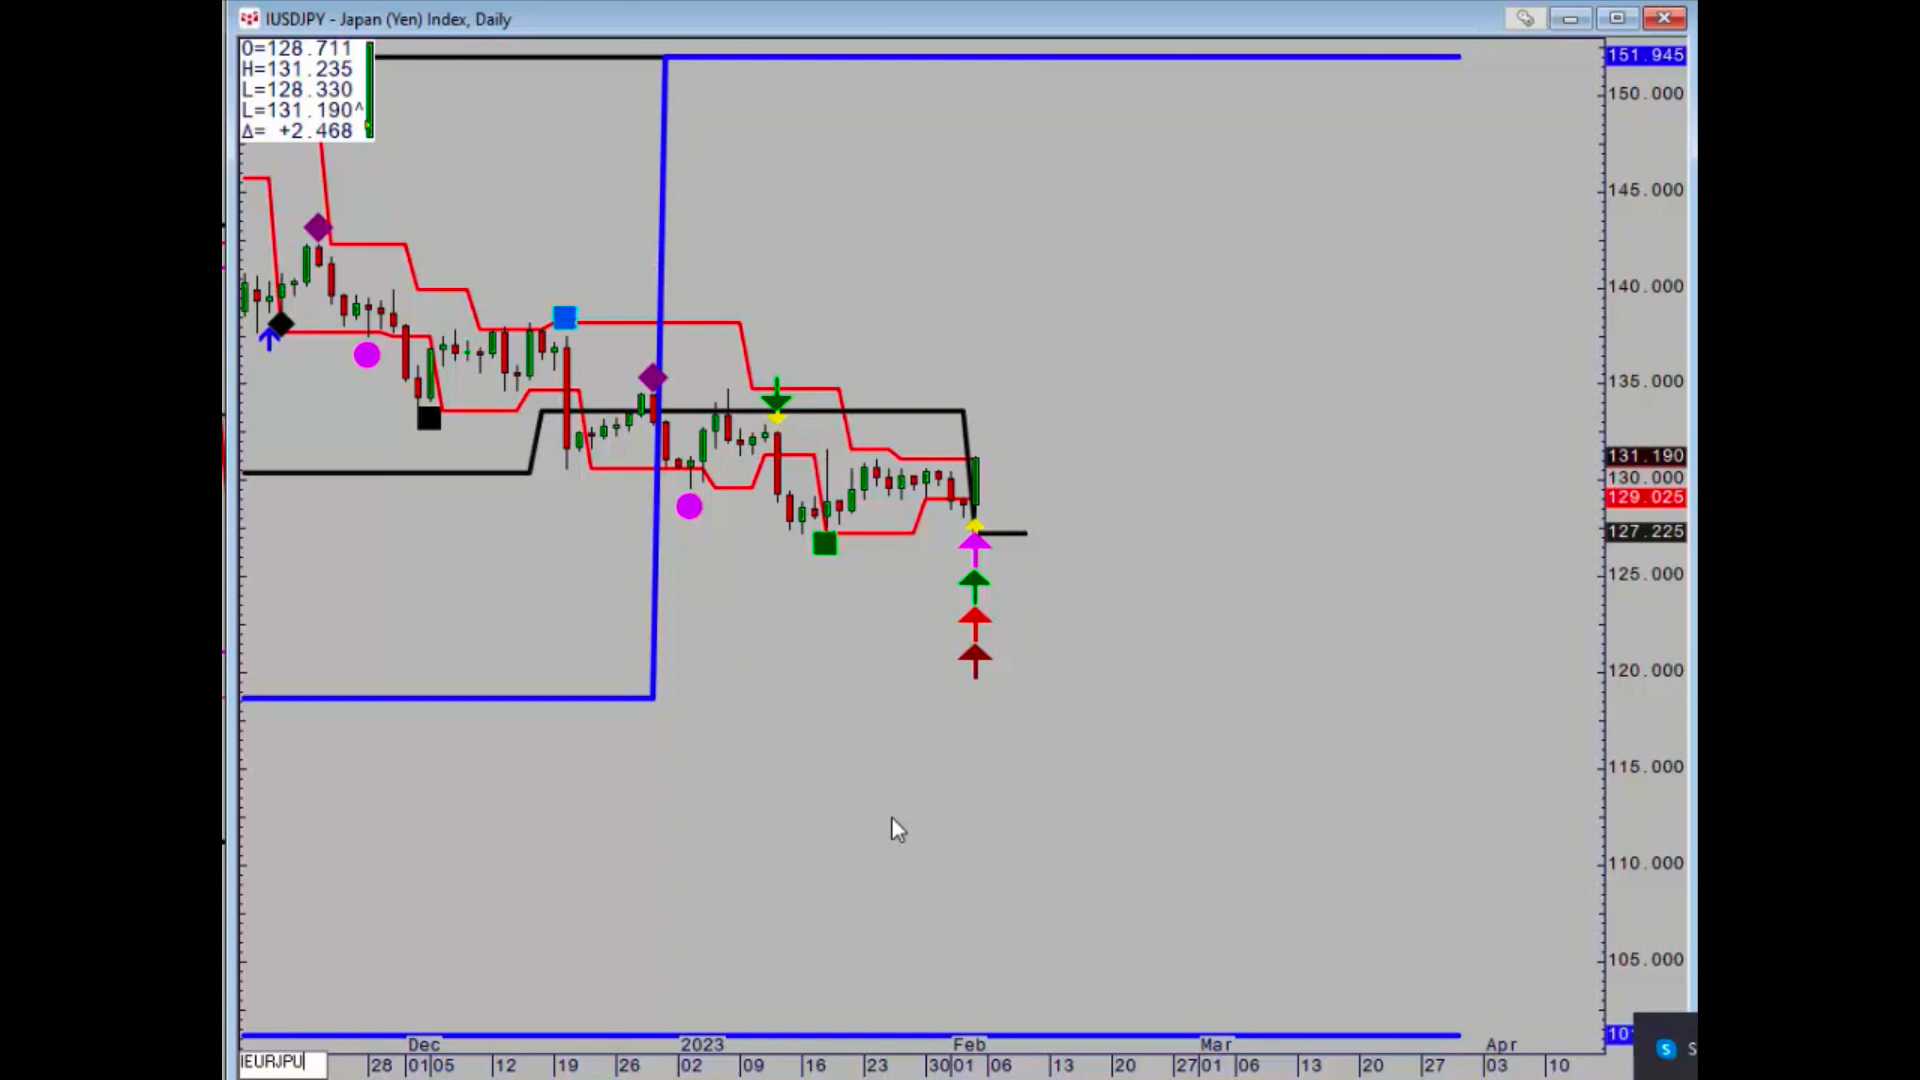 IUSDJPY - Japan (Yen) Index, Daily
O=128.711
H=131.235
L=128.330
L=131.190^
Δ= +2.468
151.945
150.000
145.000
140.000
135.000
131.190
130.000
129.025
127.225
125.000
120.000
115.000
110.000
105.000
10
S
Dec 2023 Feb Mar Apr
IEURJPU 28 01 05 12 19 26 02 09 16 23 30 01 06 13 20 27 01 06 13 20 27 03 10